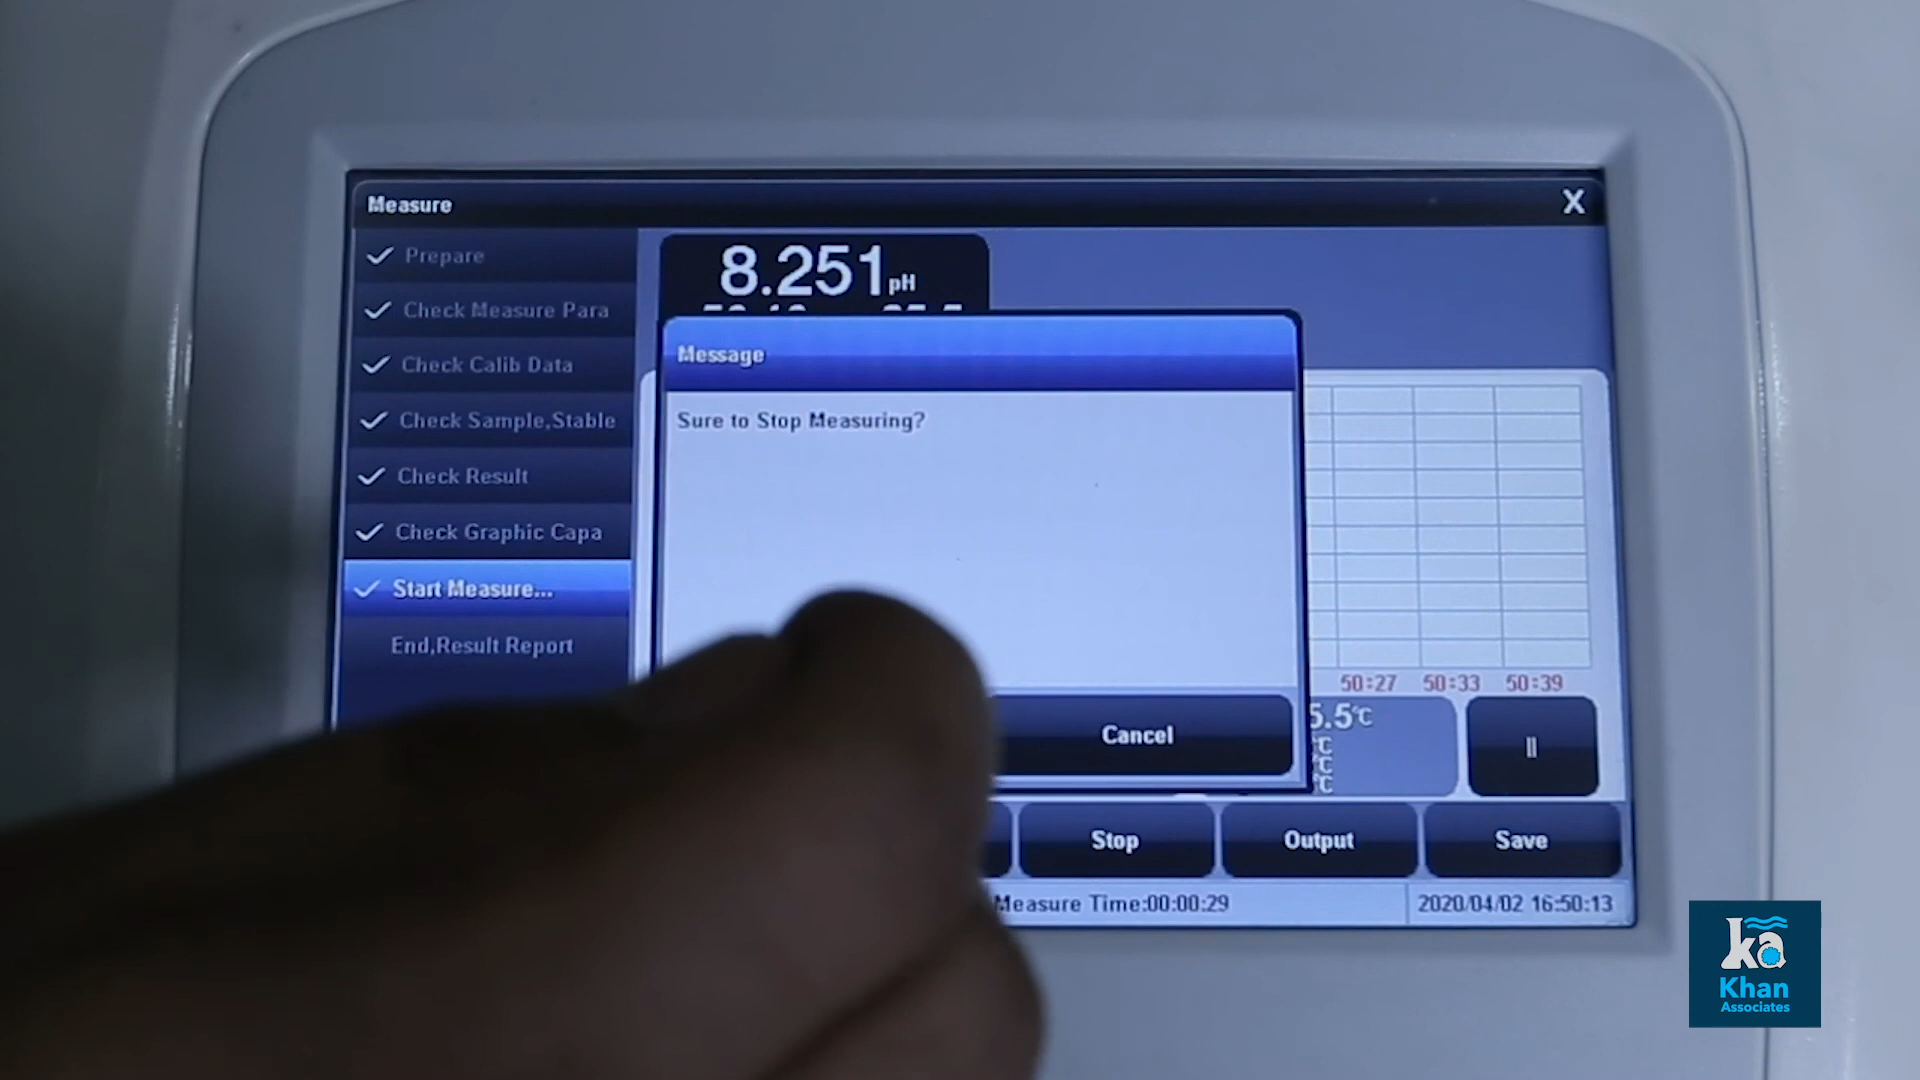 Measure X
Prepare
Check Measure Para
Check Calib Data
Check Sample,Stable
Check Result
Check Graphic Capa
Start Measure...
End,Result Report
8.251pH
Message
Sure to Stop Measuring?
Cancel
50:27 50:33 50:39
5.5℃
℃
℃
℃
Stop Output Save
Measure Time:00:00:29 2020/04/02 16:50:13
ka
Khan
Associates